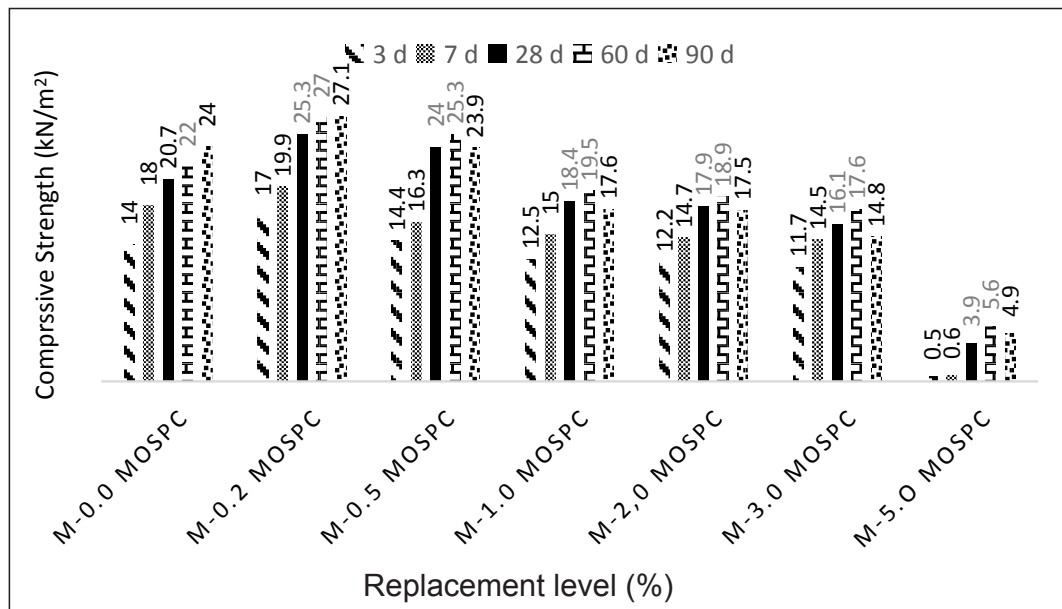 3 d 7 d 28 d 60 d 90 d
Comprssive Strength (kN/m²)
14 18 20.7 22 24
17 19.9 25.3 27 27.1
14.4 16.3 24 25.3 23.9
12.5 15 18.4 19.5 17.6
12.2 14.7 17.9 18.9 17.5
11.7 14.5 16.1 17.6 14.8
0.5 0.6 3.9 5.6 4.9
M-0.0 MOSPC
M-0.2 MOSPC
M-0.5 MOSPC
M-1.0 MOSPC
M-2,0 MOSPC
M-3.0 MOSPC
M-5.O MOSPC
Replacement level (%)